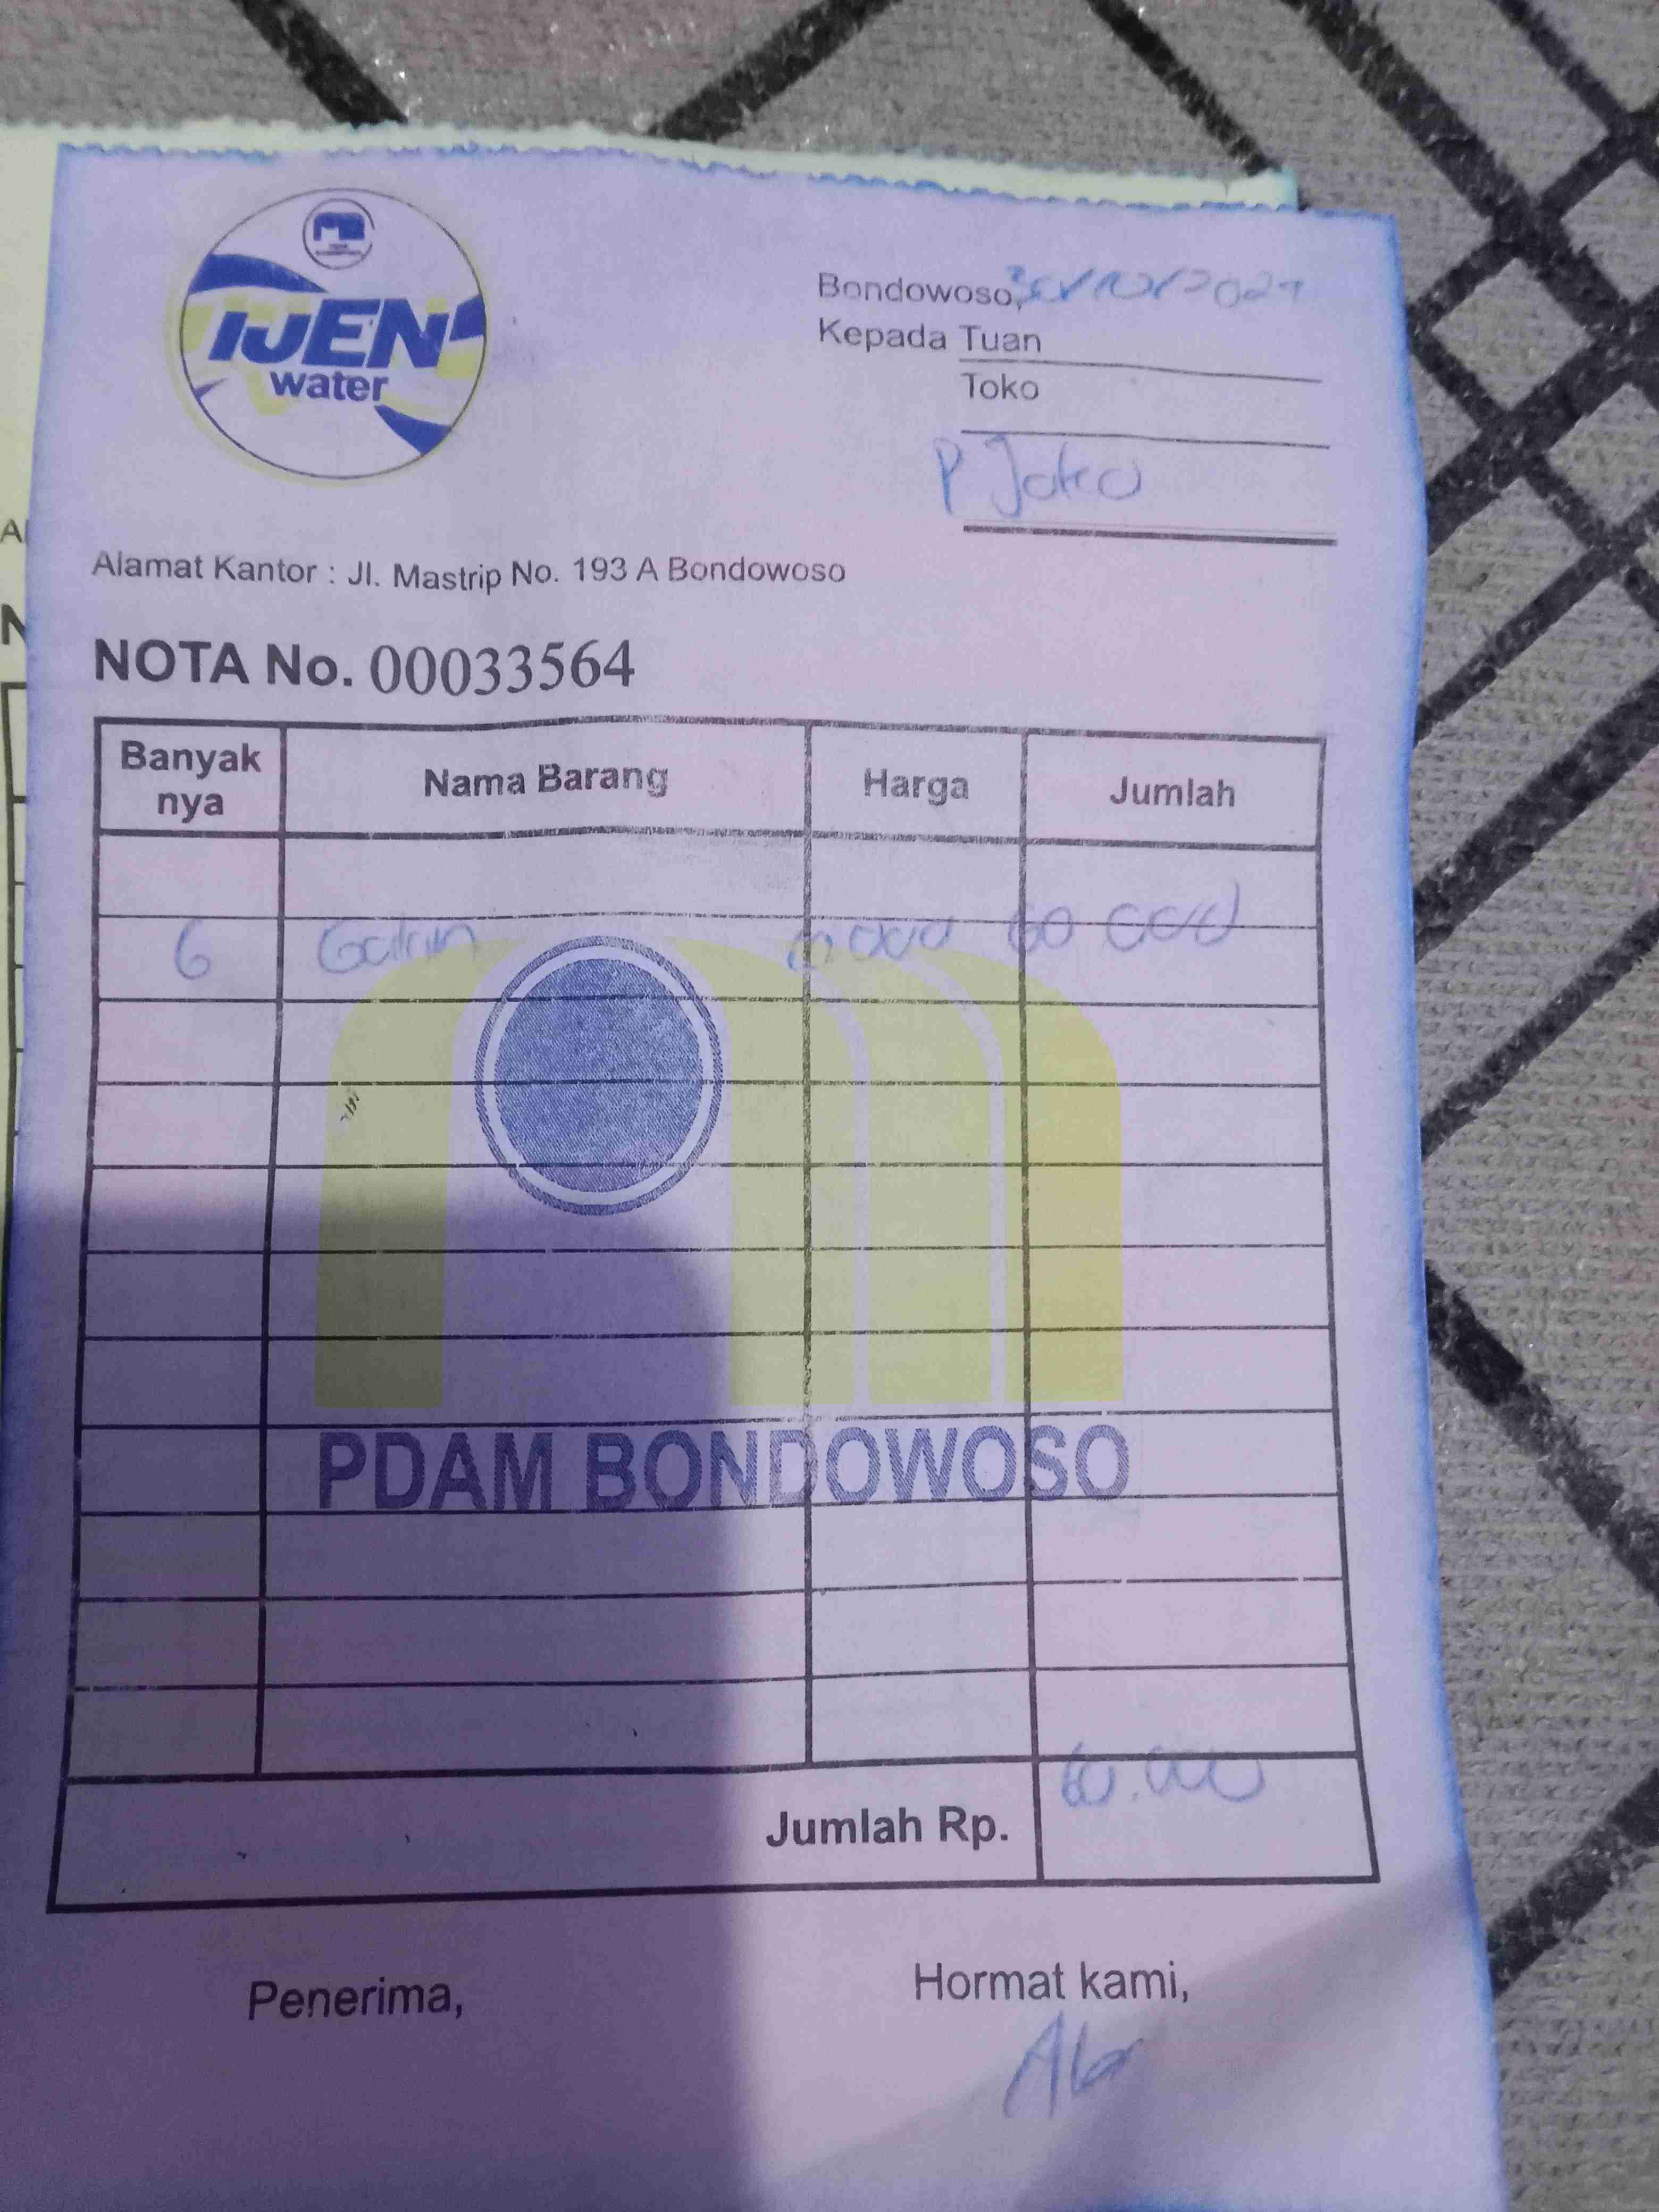 IJEN
water
Bondowoso, 30/10/2024
Kepada Tuan
Toko
P Joko
Alamat Kantor : Jl. Mastrip No. 193 A Bondowoso
NOTA No. 00033564
Banyak nya Nama Barang Harga Jumlah
6 Galon 10 000 60 000
PDAM BONDOWOSO
Jumlah Rp. 60.000
Penerima, Hormat kami,